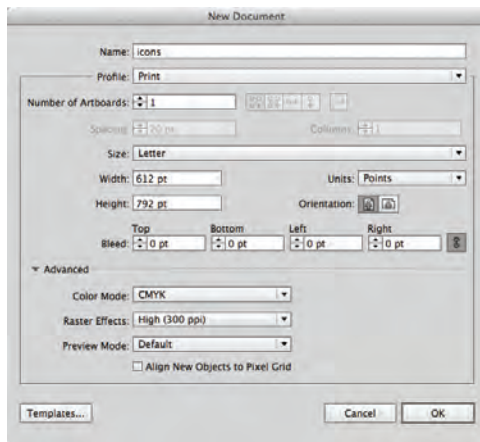 New Document
Name: icons
Profile: Print
Number of Artboards: 1
Spacing: 20 pt Columns: 1
Size: Letter
Width: 612 pt Units: Points
Height: 792 pt Orientation:
Top Bottom Left Right
Bleed: 0 pt 0 pt 0 pt 0 pt
Advanced
Color Mode: CMYK
Raster Effects: High (300 ppi)
Preview Mode: Default
Align New Objects to Pixel Grid
Templates... Cancel OK